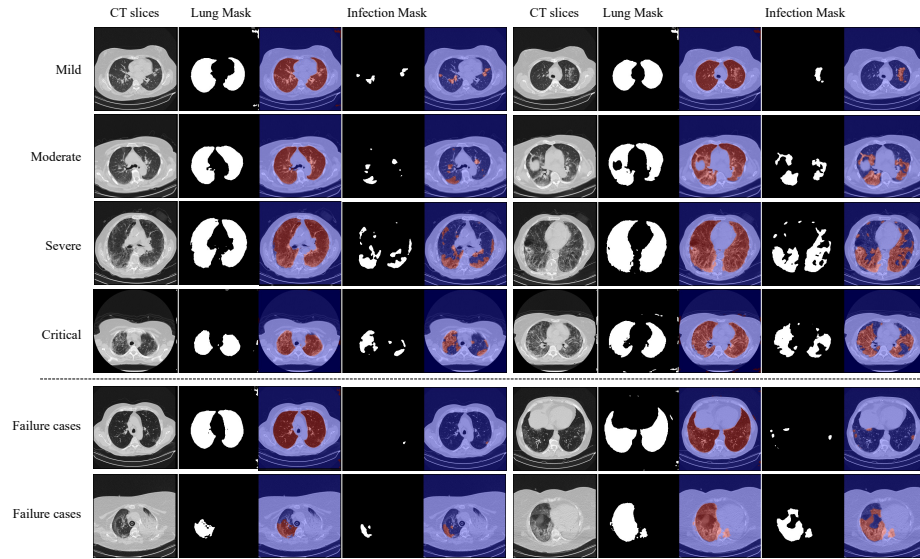 CT slices Lung Mask Infection Mask CT slices Lung Mask Infection Mask
Mild
Moderate
Severe
Critical
Failure cases
Failure cases